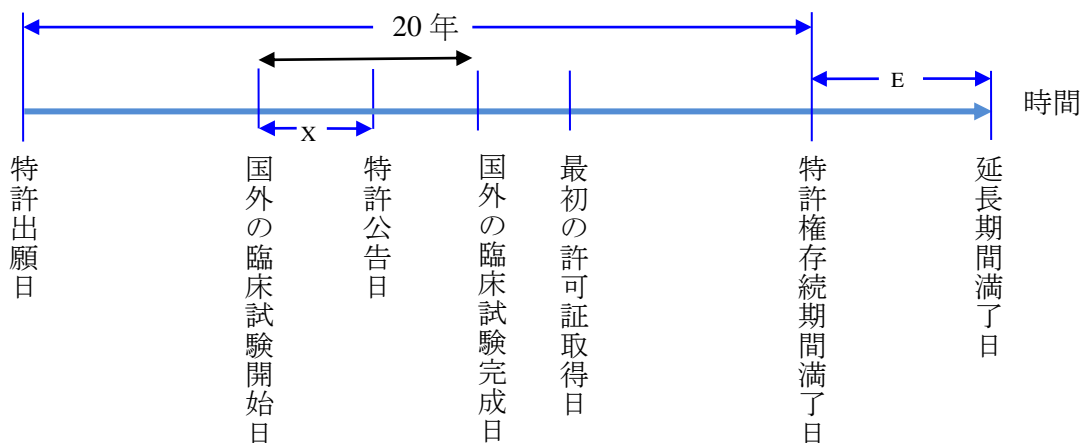 20 年
E
時間
X
特許出願日
国外の臨床試験開始日
特許公告日
国外の臨床試験完成日
最初の許可証取得日
特許権存続期間満了日
延長期間満了日